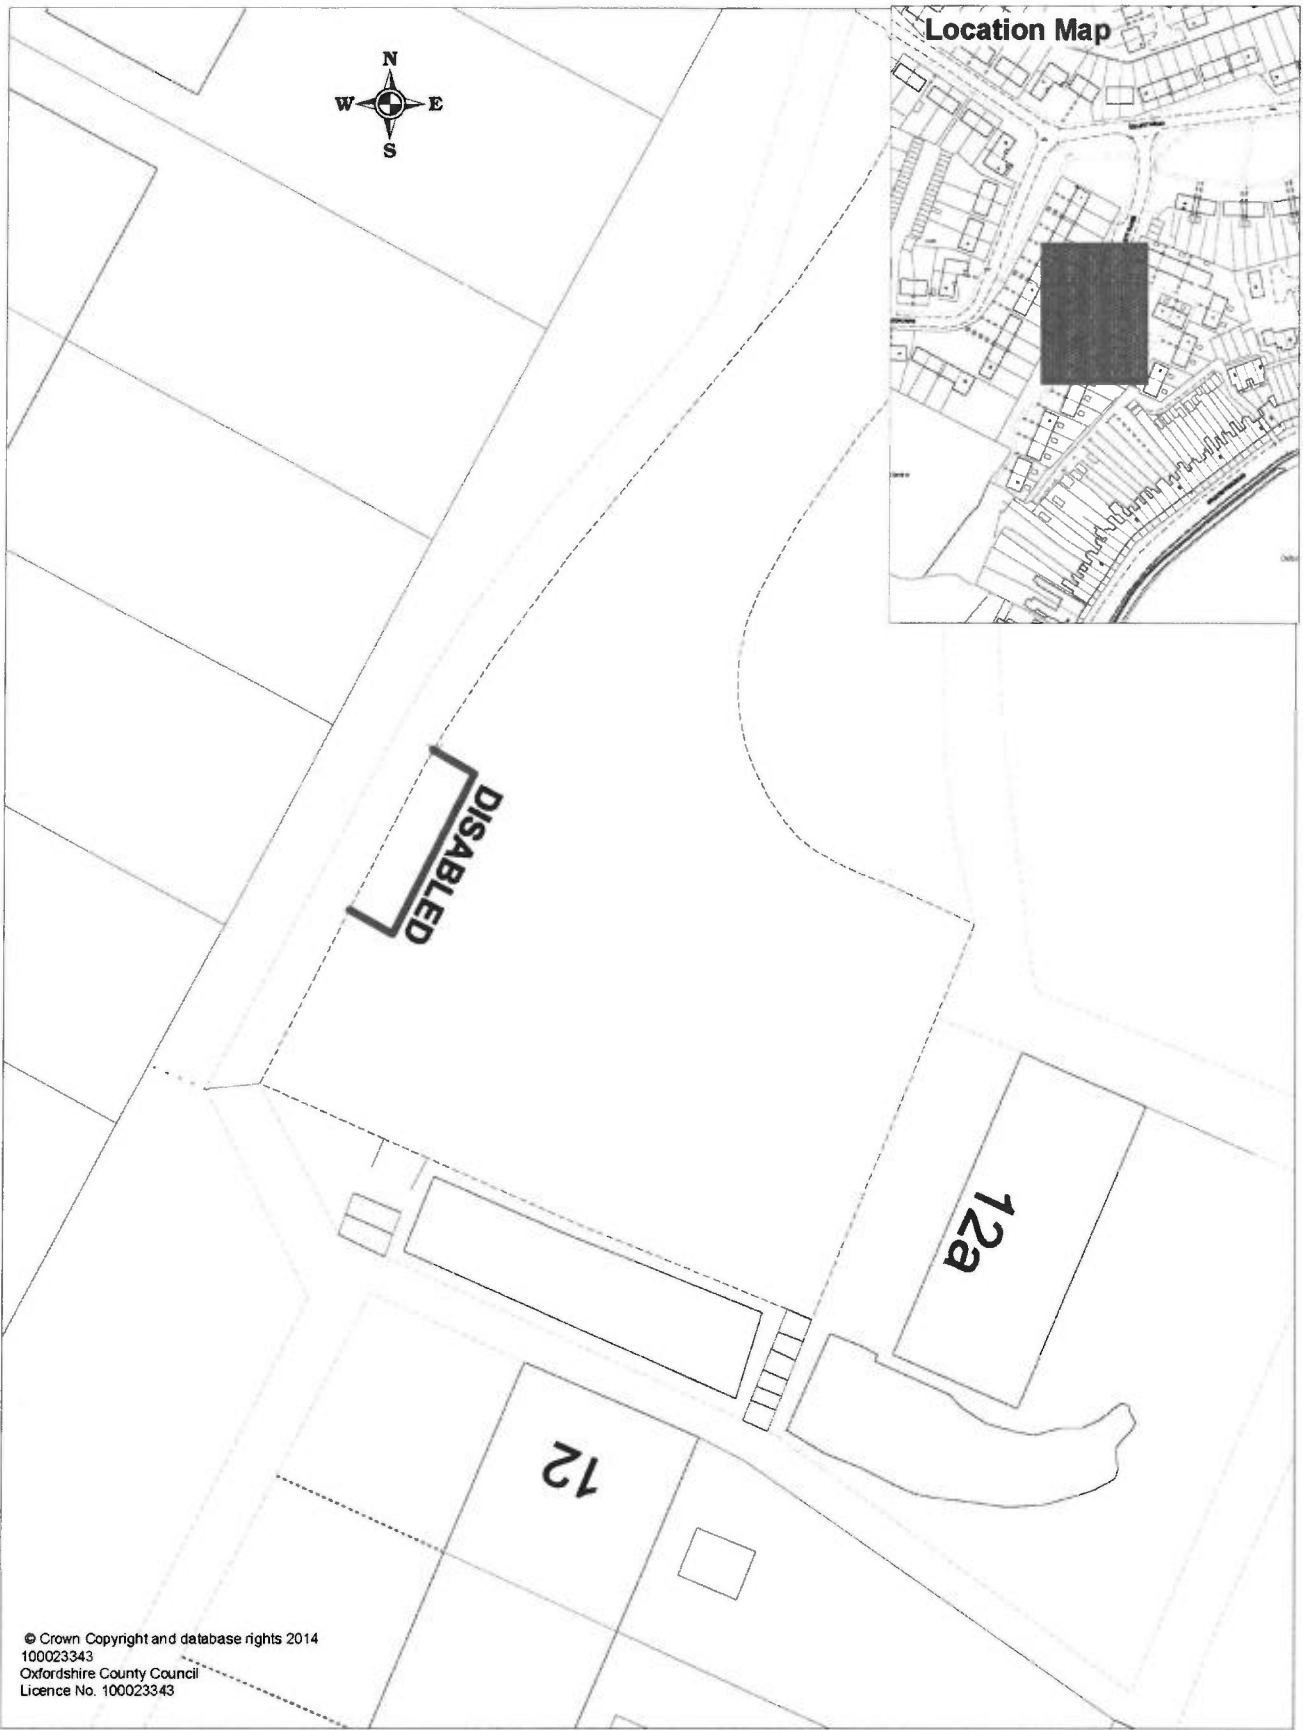 Location Map
N
W E
S
DISABLED
12a
12
© Crown Copyright and database rights 2014
100023343
Oxfordshire County Council
Licence No. 100023343